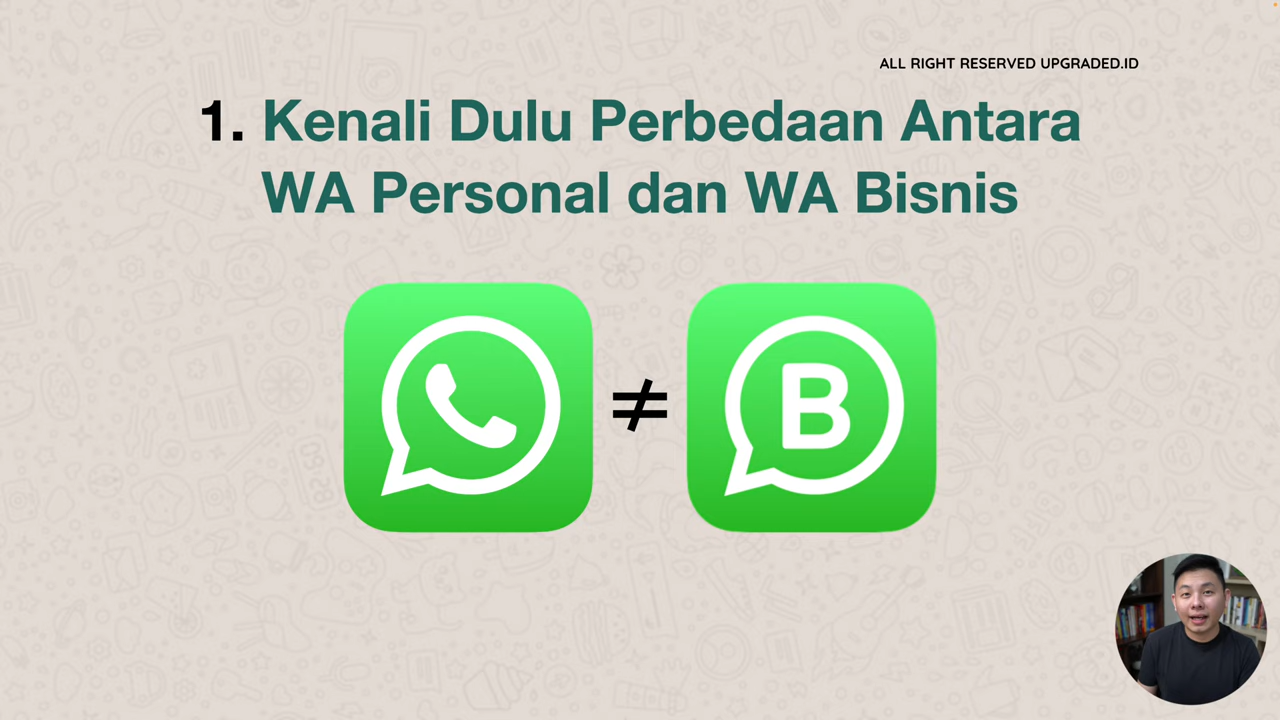 ALL RIGHT RESERVED UPGRADED.ID
1. Kenali Dulu Perbedaan Antara
WA Personal dan WA Bisnis
≠
B